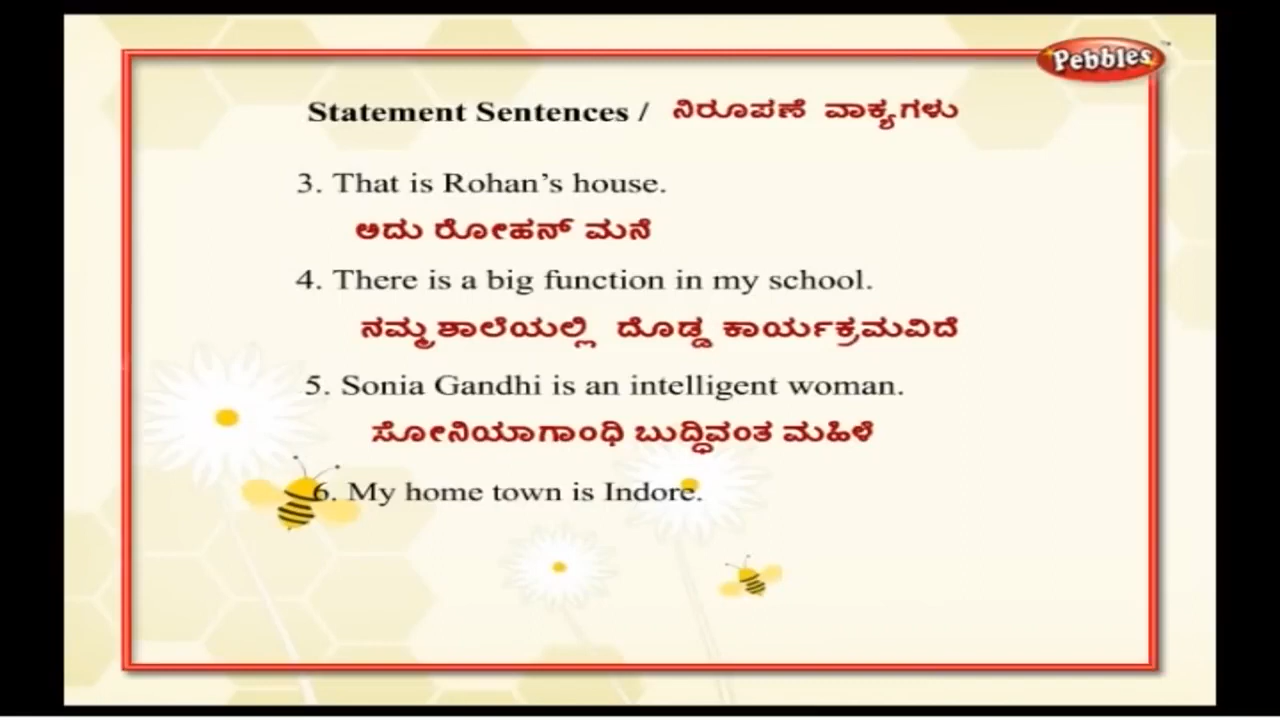 Pebbles™
Statement Sentences / ನಿರೂಪಣೆ ವಾಕ್ಯಗಳು
3. That is Rohan’s house.
ಅದು ರೋಹನ್ ಮನೆ
4. There is a big function in my school.
ನಮ್ಮ ಶಾಲೆಯಲ್ಲಿ ದೊಡ್ಡ ಕಾರ್ಯಕ್ರಮವಿದೆ
5. Sonia Gandhi is an intelligent woman.
ಸೋನಿಯಾಗಾಂಧಿ ಬುದ್ಧಿವಂತ ಮಹಿಳೆ
6. My home town is Indore.